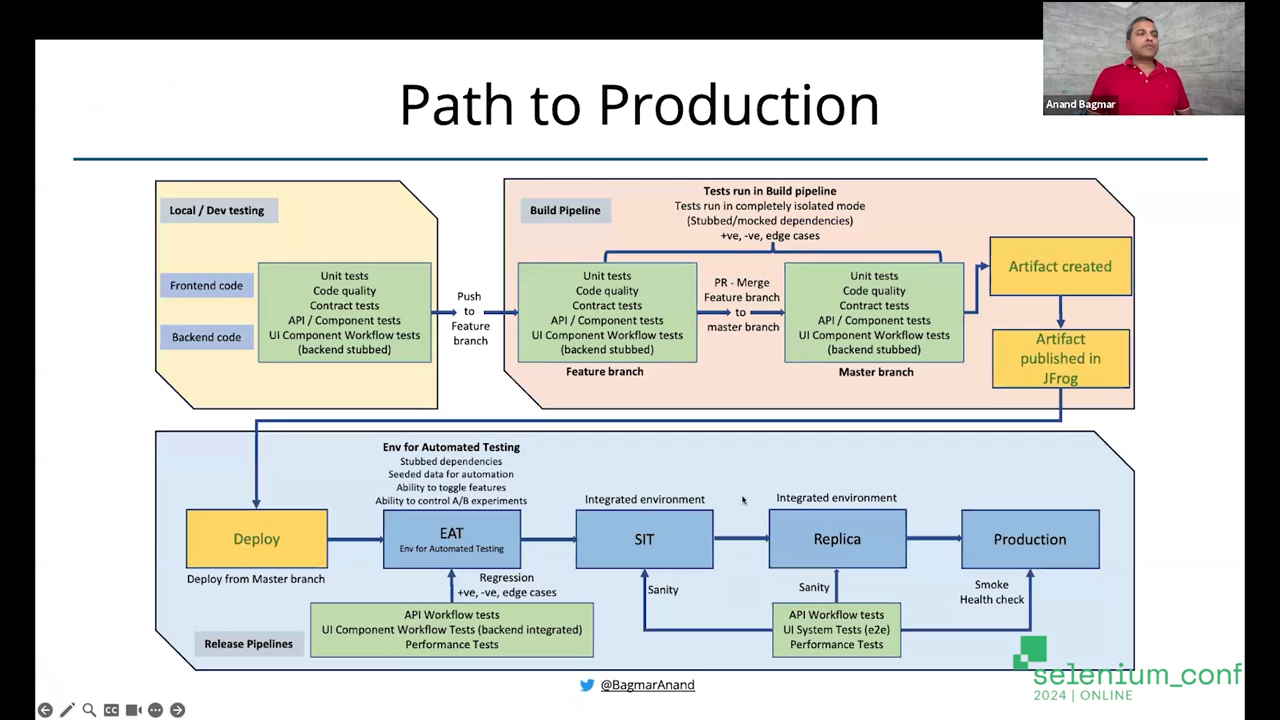 Anand Bagmar
Path to Production
Local / Dev testing
Frontend code
Backend code
Unit tests
Code quality
Contract tests
API / Component tests
UI Component Workflow tests
(backend stubbed)
Push
to
Feature
branch
Build Pipeline
Tests run in Build pipeline
Tests run in completely isolated mode
(Stubbed/mocked dependencies)
+ve, -ve, edge cases
Unit tests
Code quality
Contract tests
API / Component tests
UI Component Workflow tests
(backend stubbed)
Feature branch
PR - Merge
Feature branch
to
master branch
Unit tests
Code quality
Contract tests
API / Component tests
UI Component Workflow tests
(backend stubbed)
Master branch
Artifact created
Artifact
published in
JFrog
Env for Automated Testing
Stubbed dependencies
Seeded data for automation
Ability to toggle features
Ability to control A/B experiments
Integrated environment
Integrated environment
Deploy
Deploy from Master branch
EAT
Env for Automated Testing
SIT
Replica
Production
Regression
+ve, -ve, edge cases
Sanity
Sanity
Smoke
Health check
API Workflow tests
UI Component Workflow Tests (backend integrated)
Performance Tests
API Workflow tests
UI System Tests (e2e)
Performance Tests
Release Pipelines
@BagmarAnand
selenium_conf
2024 | ONLINE
CC